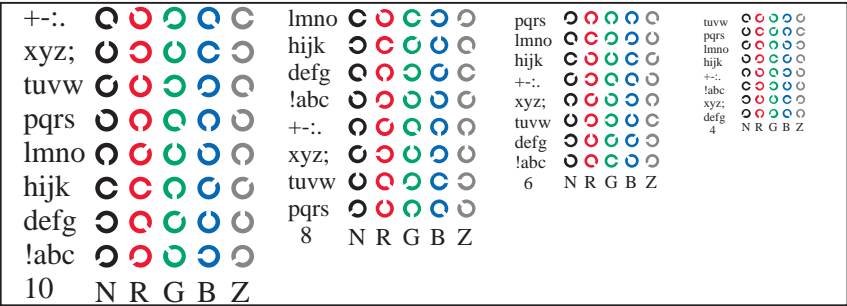 +-:.
xyz;
tuvw
pqrs
lmno
hijk
defg
!abc
10 N R G B Z
lmno
hijk
defg
!abc
+-:.
xyz;
tuvw
pqrs
8 N R G B Z
pqrs
lmno
hijk
+-:.
xyz;
tuvw
defg
!abc
6 N R G B Z
tuvw
pqrs
lmno
hijk
+-:.
!abc
xyz;
defg
4 N R G B Z